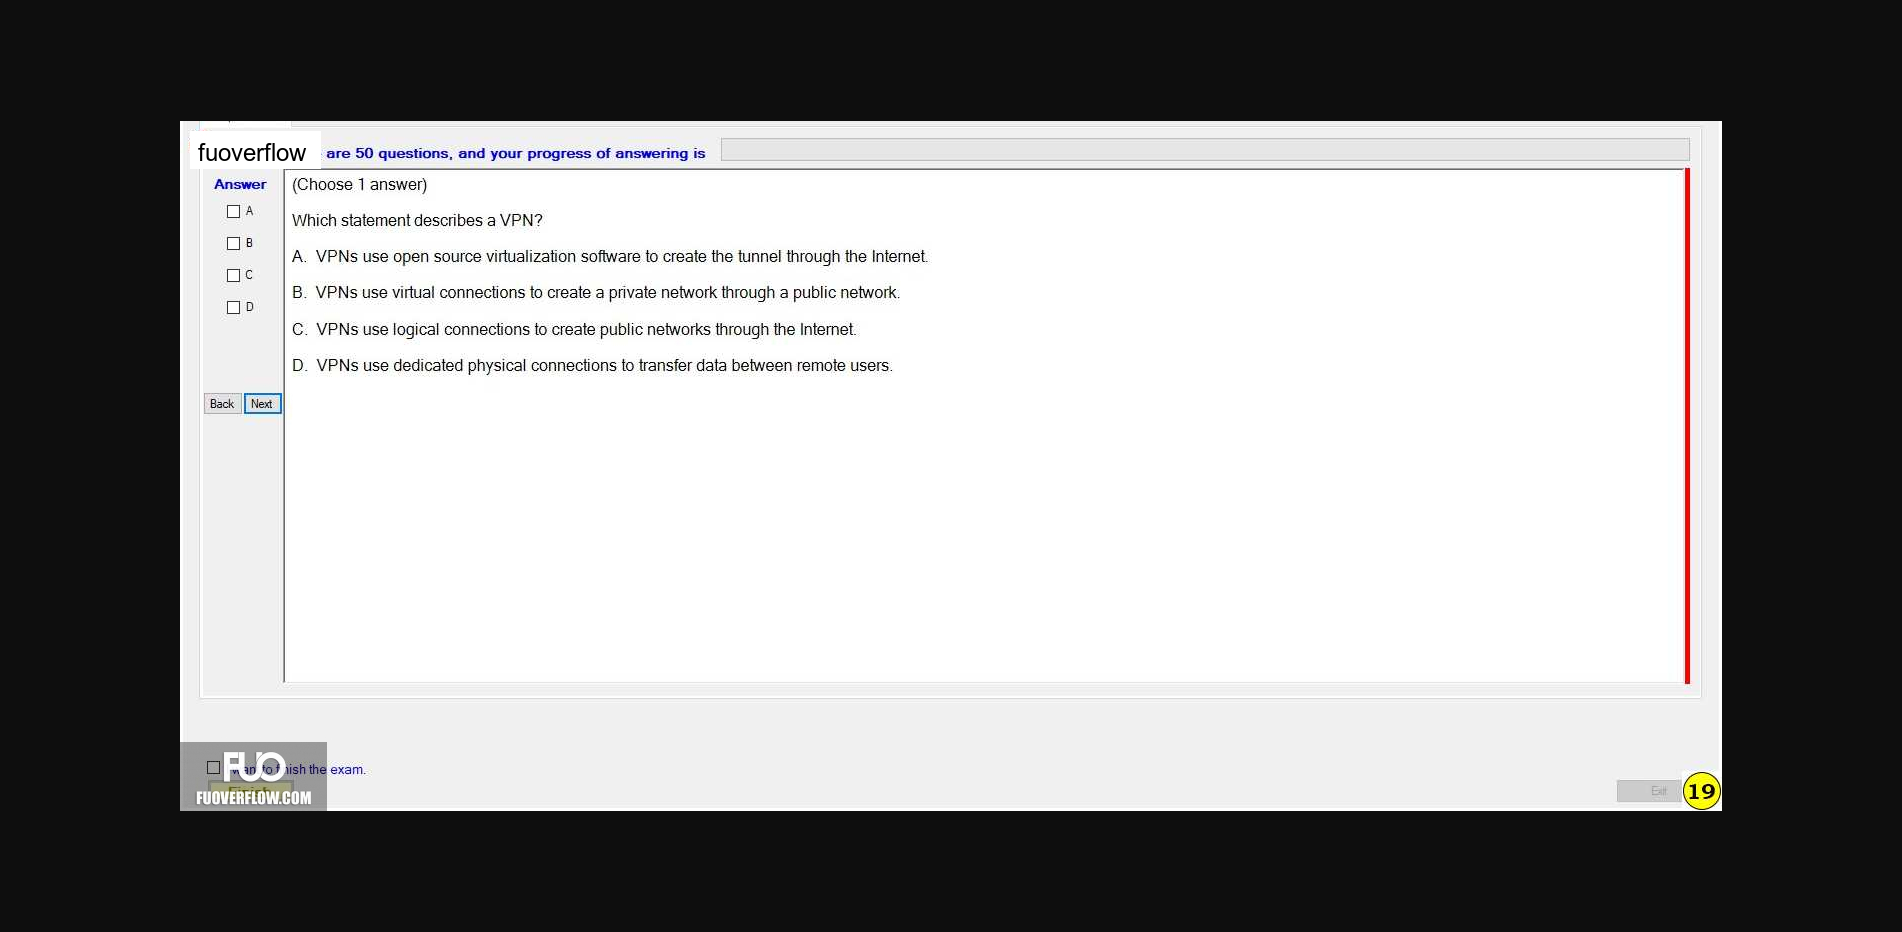 fuoverflow are 50 questions, and your progress of answering is
Answer
A
B
C
D
Back Next
(Choose 1 answer)
Which statement describes a VPN?
A. VPNs use open source virtualization software to create the tunnel through the Internet.
B. VPNs use virtual connections to create a private network through a public network.
C. VPNs use logical connections to create public networks through the Internet.
D. VPNs use dedicated physical connections to transfer data between remote users.
FUO
want to finish the exam.
Finish
FUOVERFLOW.COM
Exit
19